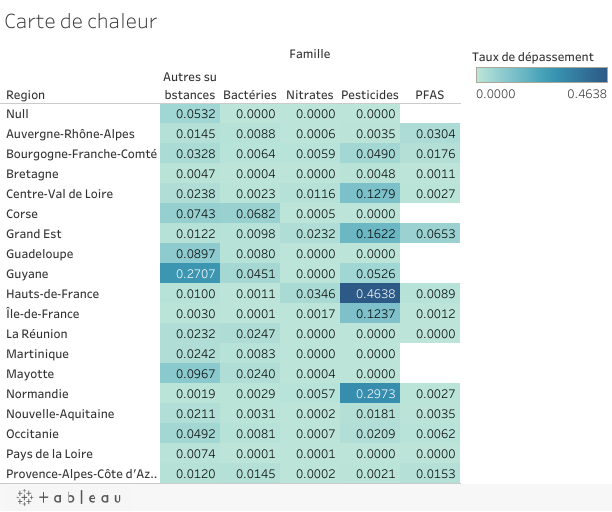 Carte de chaleur
Famille
Taux de dépassement
0.0000 0.4638
Autres su
Region bstances Bactéries Nitrates Pesticides PFAS
Null 0.0532 0.0000 0.0000 0.0000
Auvergne-Rhône-Alpes 0.0145 0.0088 0.0006 0.0035 0.0304
Bourgogne-Franche-Comté 0.0328 0.0064 0.0059 0.0490 0.0176
Bretagne 0.0047 0.0004 0.0000 0.0048 0.0011
Centre-Val de Loire 0.0238 0.0023 0.0116 0.1279 0.0027
Corse 0.0743 0.0682 0.0005 0.0000
Grand Est 0.0122 0.0098 0.0232 0.1622 0.0653
Guadeloupe 0.0897 0.0080 0.0000 0.0000
Guyane 0.2707 0.0451 0.0000 0.0526
Hauts-de-France 0.0100 0.0011 0.0346 0.4638 0.0089
Île-de-France 0.0030 0.0001 0.0017 0.1237 0.0012
La Réunion 0.0232 0.0247 0.0000 0.0000 0.0000
Martinique 0.0242 0.0083 0.0000 0.0000
Mayotte 0.0967 0.0240 0.0004 0.0000
Normandie 0.0019 0.0029 0.0057 0.2973 0.0027
Nouvelle-Aquitaine 0.0211 0.0031 0.0002 0.0181 0.0035
Occitanie 0.0492 0.0081 0.0007 0.0209 0.0062
Pays de la Loire 0.0074 0.0001 0.0001 0.0000 0.0000
Provence-Alpes-Côte d'Az.. 0.0120 0.0145 0.0002 0.0021 0.0153
+ a b l e a u